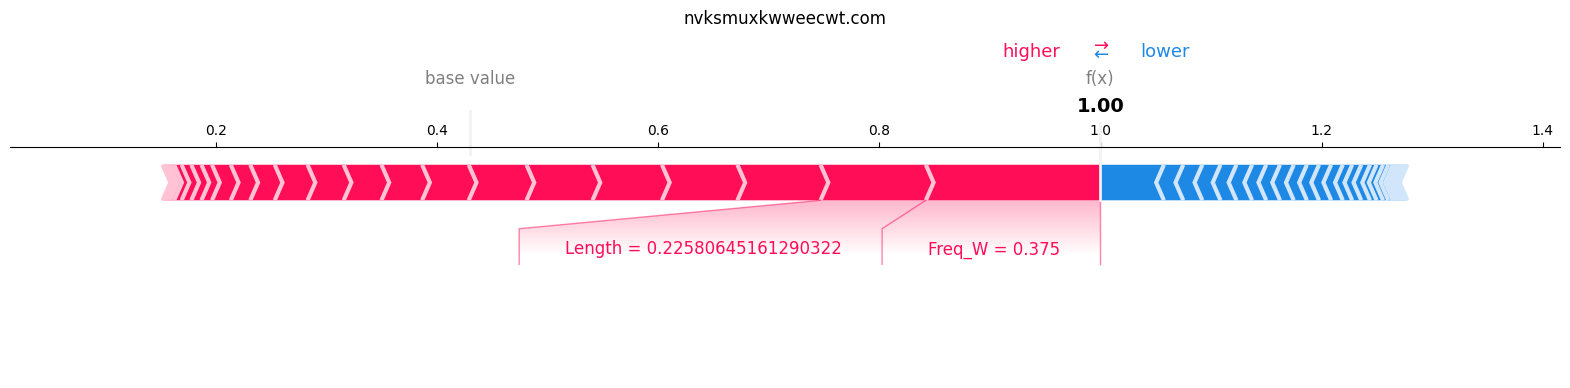 nvksmuxkwweecwt.com
higher ⇄ lower
base value f(x)
1.00
0.2 0.4 0.6 0.8 1.0 1.2 1.4
Length = 0.22580645161290322 Freq_W = 0.375